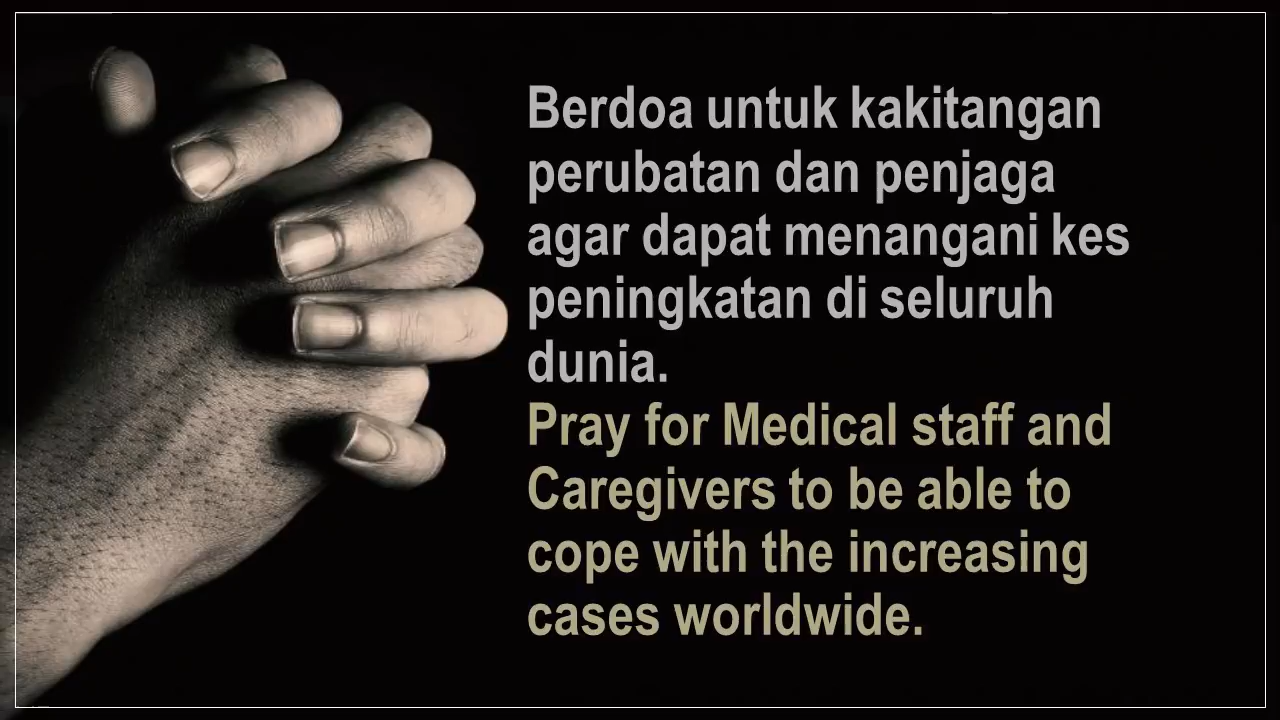 Berdoa untuk kakitangan
perubatan dan penjaga
agar dapat menangani kes
peningkatan di seluruh
dunia.
Pray for Medical staff and
Caregivers to be able to
cope with the increasing
cases worldwide.